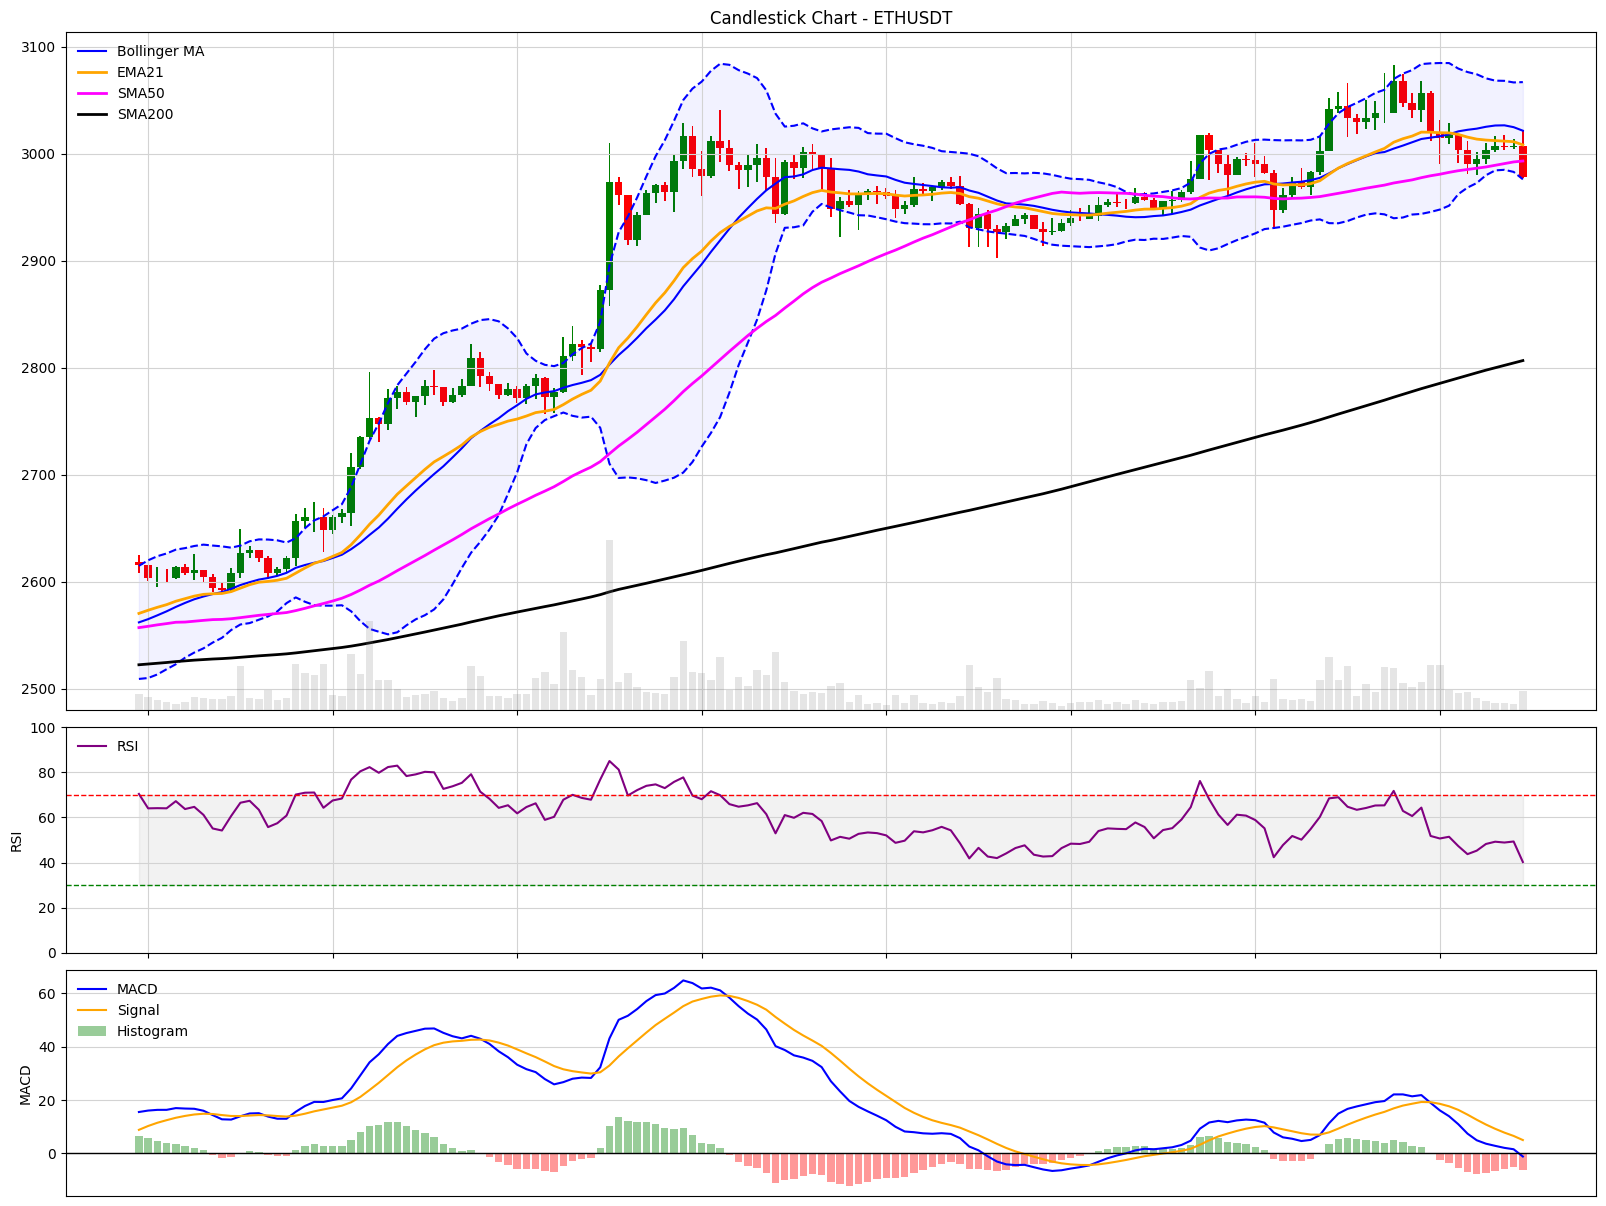 Candlestick Chart - ETHUSDT
3100
3000
2900
2800
2700
2600
2500
Bollinger MA
EMA21
SMA50
SMA200
100
80
60
40
20
0
RSI
RSI
60
40
20
0
MACD
MACD
Signal
Histogram